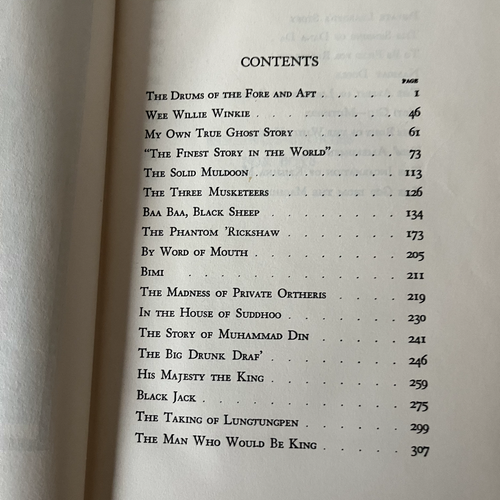 CONTENTS
PAGE
The Drums of the Fore and Aft . . . . . 1
Wee Willie Winkie . . . . . . . 46
My Own True Ghost Story . . . . . 61
"The Finest Story in the World" . . . . 73
The Solid Muldoon . . . . . . . 113
The Three Musketeers . . . . . . 126
Baa Baa, Black Sheep . . . . . . 134
The Phantom 'Rickshaw . . . . . . 173
By Word of Mouth . . . . . . . 205
Bimi . . . . . . . . . 211
The Madness of Private Ortheris . . . . 219
In the House of Suddhoo . . . . . . 230
The Story of Muhammad Din . . . . . 241
The Big Drunk Draf' . . . . . . 246
His Majesty the King . . . . . . 259
Black Jack . . . . . . . . . 275
The Taking of Lungtungpen . . . . . 299
The Man Who Would Be King . . . . . 307